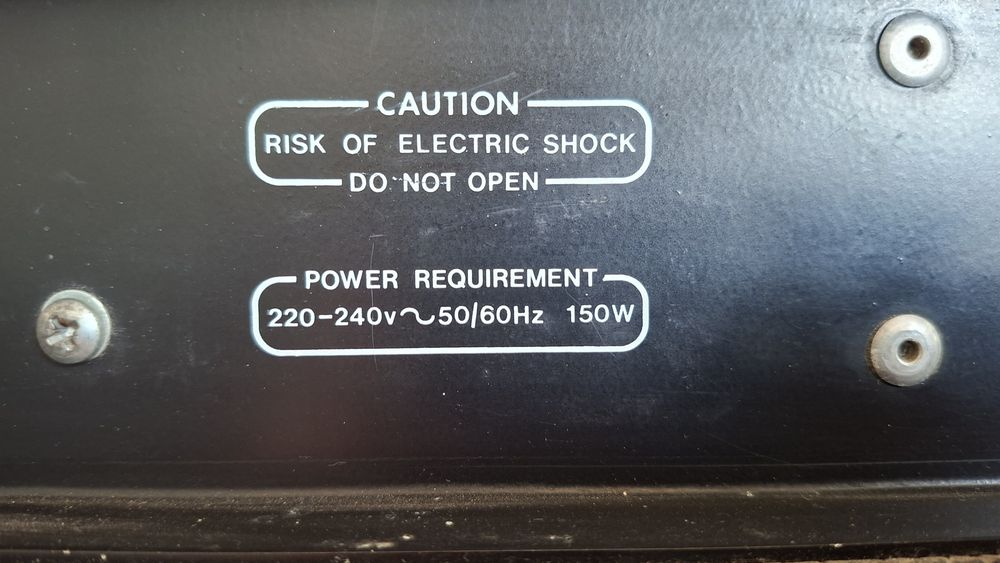 CAUTION
RISK OF ELECTRIC SHOCK
DO NOT OPEN
POWER REQUIREMENT
220-240v~50/60Hz 150W